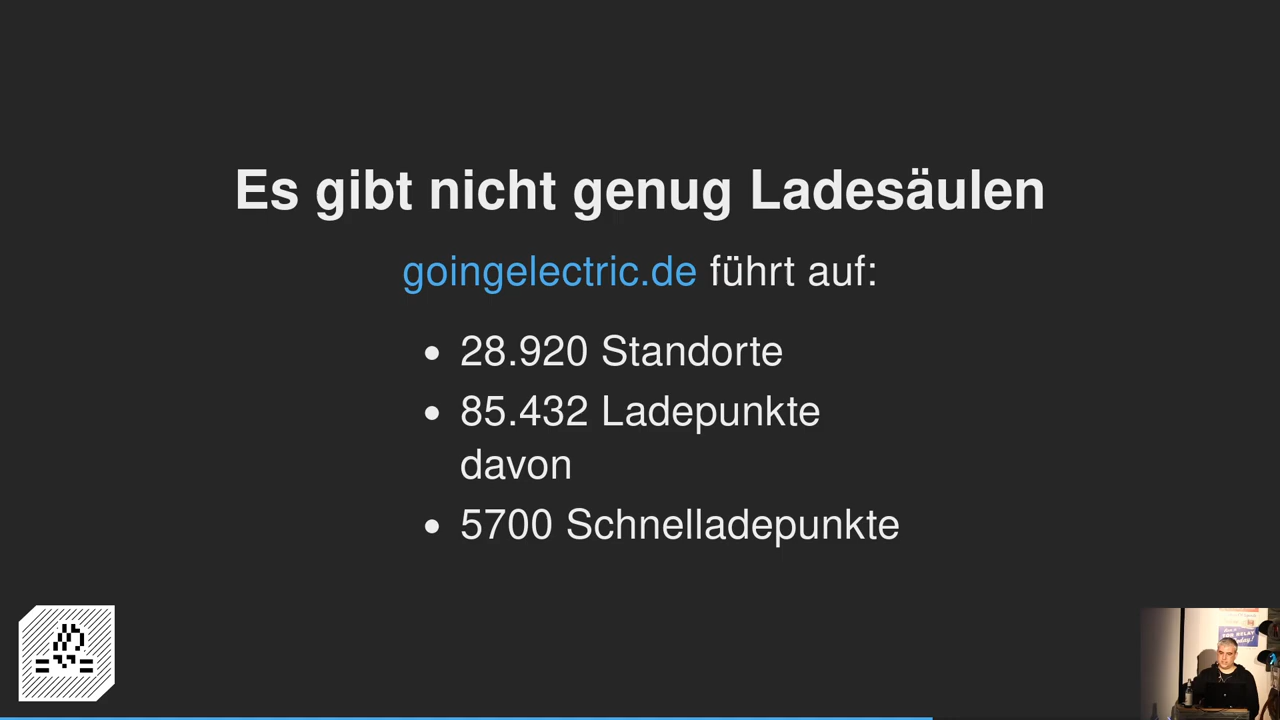 Es gibt nicht genug Ladesäulen
goingelectric.de führt auf:
28.920 Standorte
85.432 Ladepunkte
davon
5700 Schnelladepunkte